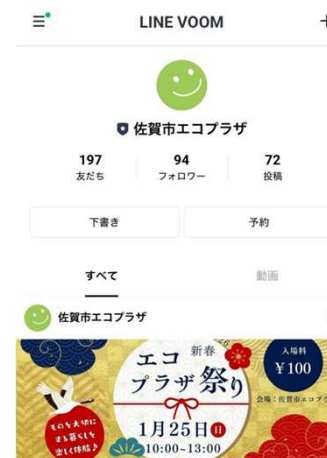 LINE VOOM
佐賀市エコプラザ
197
94
72
友だち
フォロワー
投稿
下書き
予約
すべて
動画
佐賀市エコプラザ
エコ 新春
プラザ祭り
1月25日日
10:00~13:00
入場料
¥100
会場:佐賀市エコプラ
ものを大切に
する暮らしを
楽しく体験♪